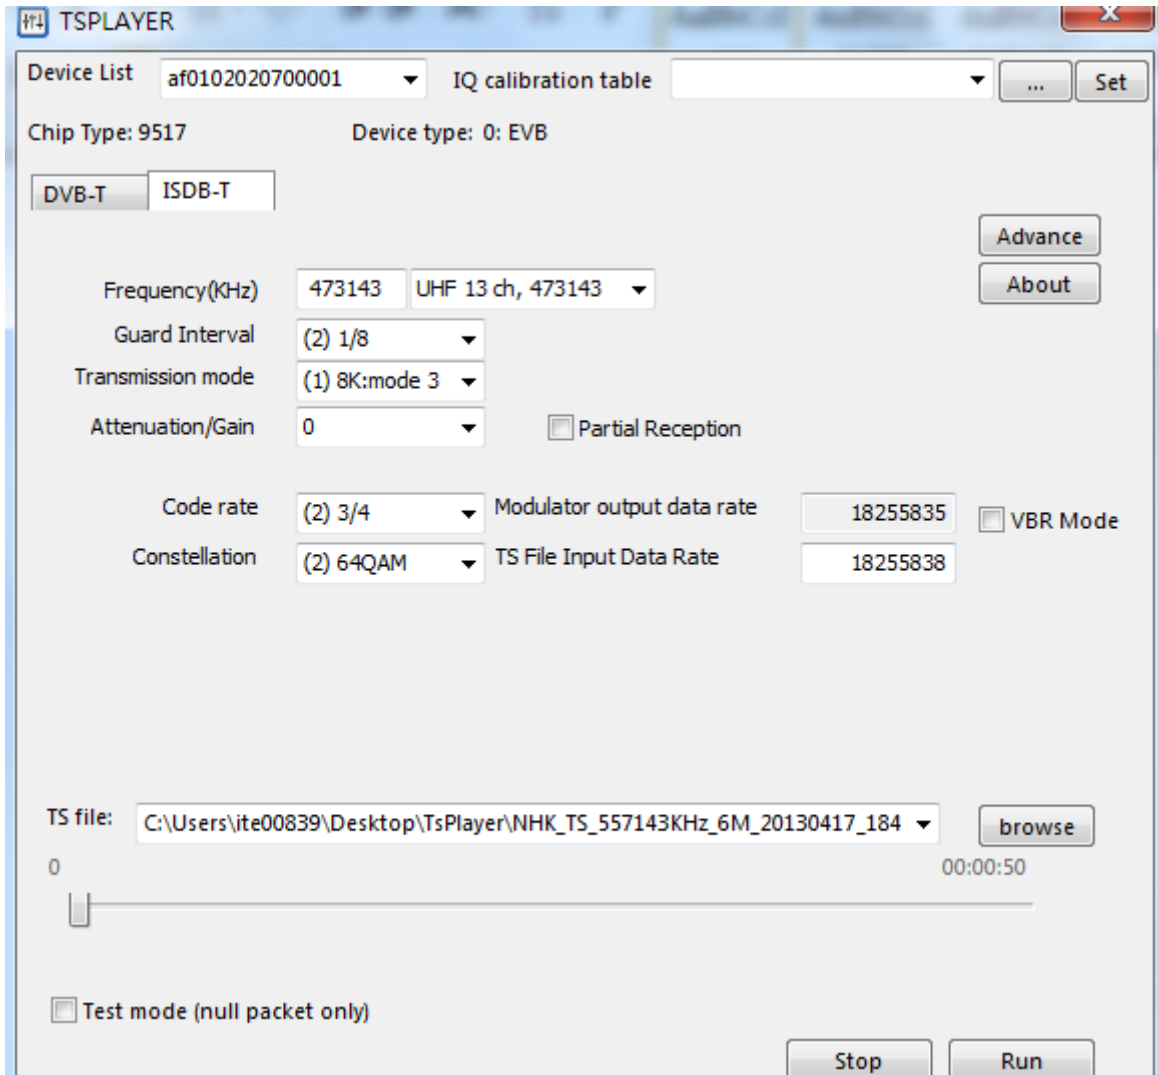 TSPLAYER
Device List af0102020700001 IQ calibration table ... Set
Chip Type: 9517 Device type: 0: EVB
DVB-T ISDB-T
Advance
Frequency(KHz) 473143 UHF 13 ch, 473143 About
Guard Interval (2) 1/8
Transmission mode (1) 8K:mode 3
Attenuation/Gain 0 Partial Reception
Code rate (2) 3/4 Modulator output data rate 18255835 VBR Mode
Constellation (2) 64QAM TS File Input Data Rate 18255838
TS file: C:\Users\ite00839\Desktop\TsPlayer\NHK_TS_557143KHz_6M_20130417_184 browse
0 00:00:50
Test mode (null packet only)
Stop Run